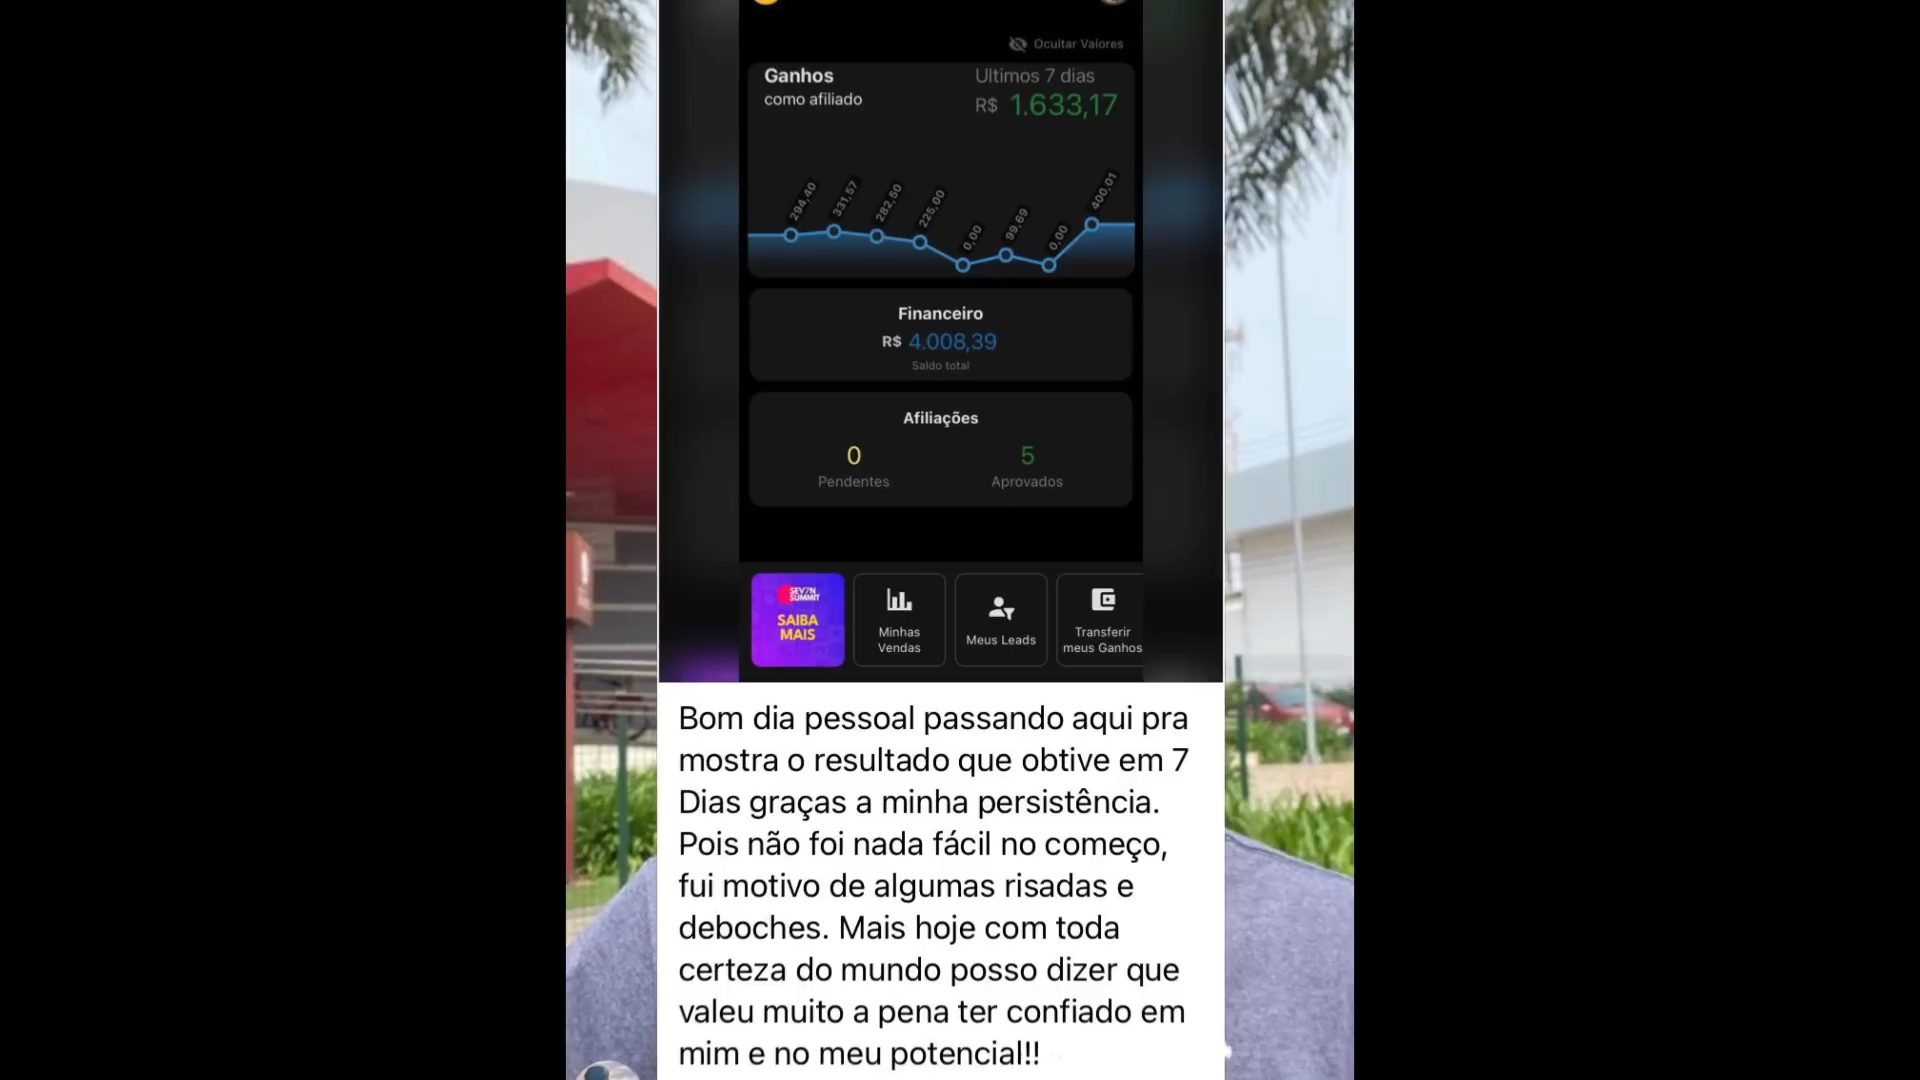 Ocultar Valores
Ganhos
como afiliado
Ultimos 7 dias
R$ 1.633,17
294,40
331,57
282,50
225,00
0,00
99,69
0,00
400,01
Financeiro
R$ 4.008,39
Saldo total
Afiliações
0
Pendentes
5
Aprovados
SEV7N
SUMMIT
SAIBA
MAIS
Minhas
Vendas
Meus Leads
Transferir
meus Ganhos
Bom dia pessoal passando aqui pra
mostra o resultado que obtive em 7
Dias graças a minha persistência.
Pois não foi nada fácil no começo,
fui motivo de algumas risadas e
deboches. Mais hoje com toda
certeza do mundo posso dizer que
valeu muito a pena ter confiado em
mim e no meu potencial!!